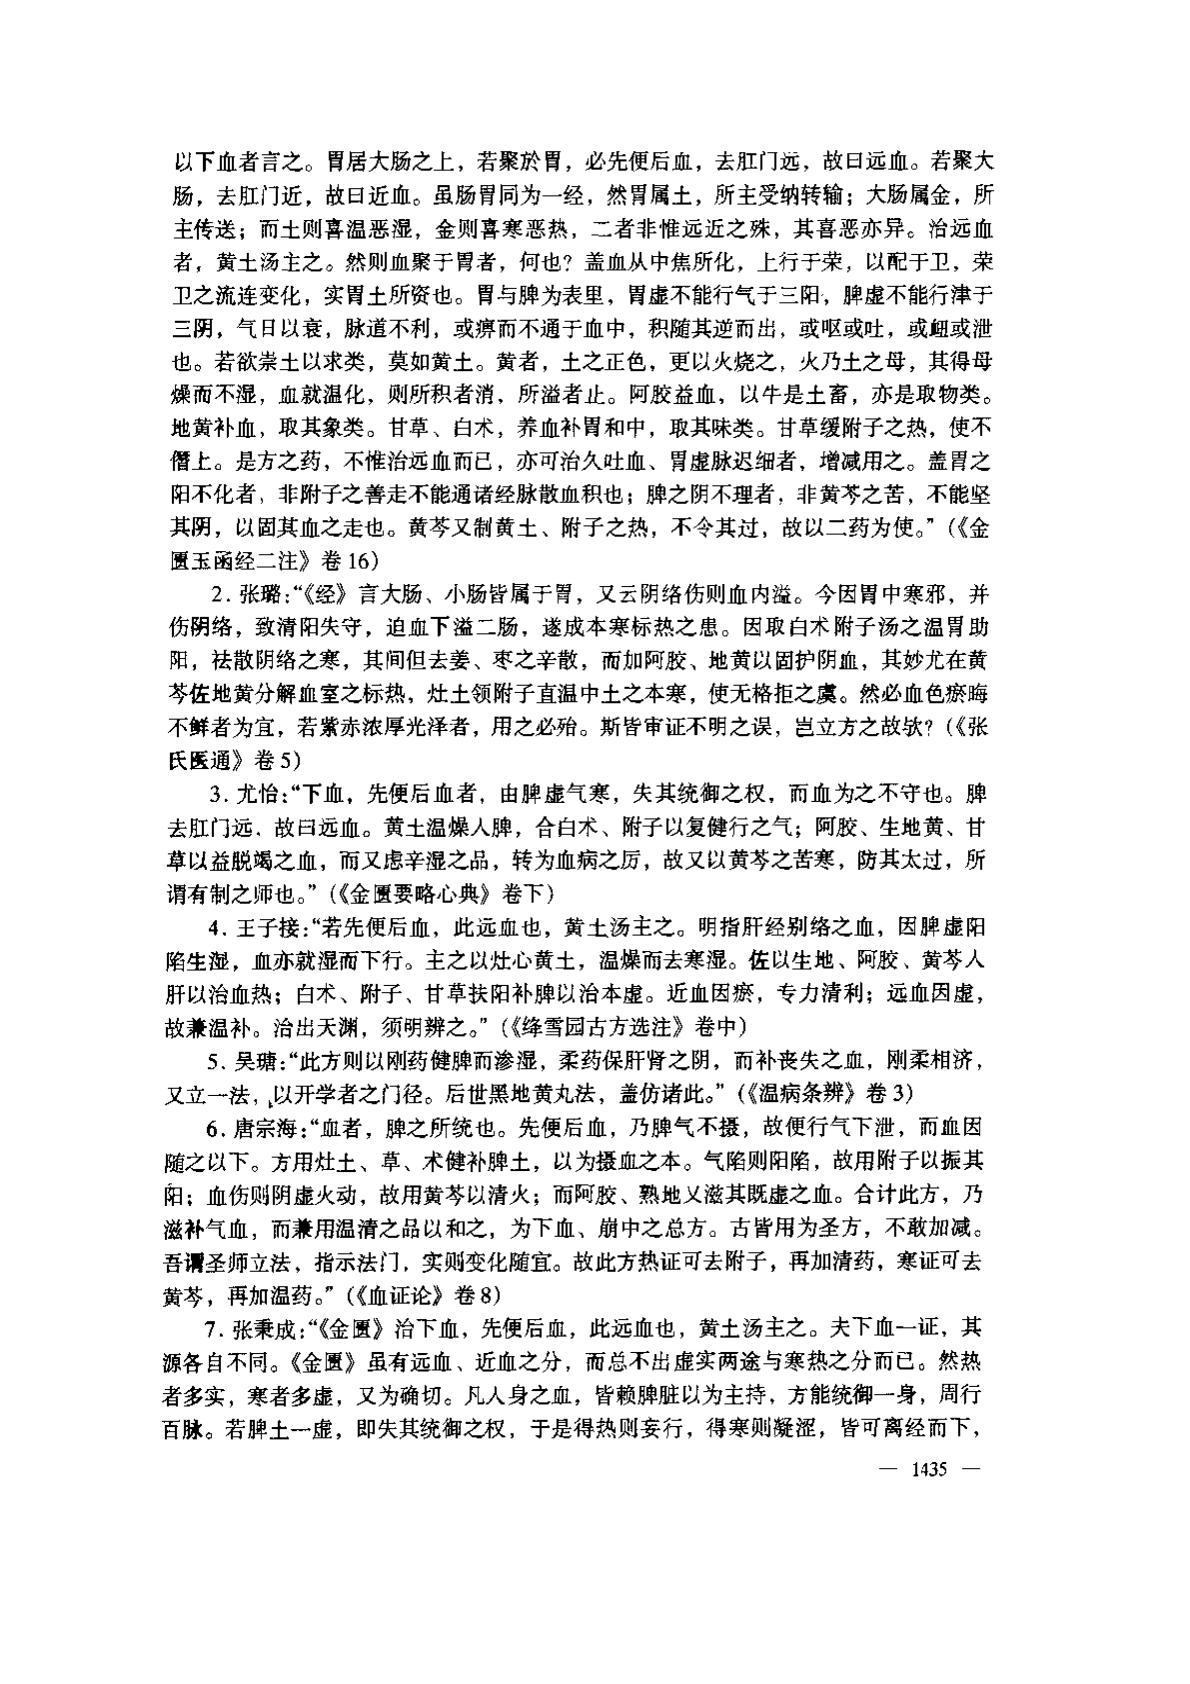 以下血者言之。胃居大肠之上，若聚於胃，必先便后血，去肛门远，故曰远血。若聚大
肠，去肛门近，故曰近血。虽肠胃同为一经，然胃属土，所主受纳转输；大肠属金，所
主传送；而土则喜温恶湿，金则喜寒恶热，二者非惟远近之殊，其喜恶亦异。治远血
者，黄土汤主之。然则血聚于胃者，何也？盖血从中焦所化，上行于荣，以配于卫，荣
卫之流连变化，实胃土所资也。胃与脾为表里，胃虚不能行气于三阳，脾虚不能行津于
三阴，气日以衰，脉道不利，或痹而不通于血中，积随其逆而出，或呕或吐，或衄或泄
也。若欲崇土以求类，莫如黄土。黄者，土之正色，更以火烧之，火乃土之母，其得母
燥而不湿，血就温化，则所积者消，所溢者止。阿胶益血，以牛是土畜，亦是取物类。
地黄补血，取其象类。甘草、白术，养血补胃和中，取其味类。甘草缓附子之热，使不
僭上。是方之药，不惟治远血而已，亦可治久吐血、胃虚脉迟细者，增减用之。盖胃之
阳不化者，非附子之善走不能通诸经脉散血积也；脾之阴不理者，非黄芩之苦，不能坚
其阴，以固其血之走也。黄芩又制黄土、附子之热，不令其过，故以二药为使。”（《金
匮玉函经二注》卷 16）
2. 张璐：“《经》言大肠、小肠皆属于胃，又云阴络伤则血内溢。今因胃中寒邪，并
伤阴络，致清阳失守，迫血下溢二肠，遂成本寒标热之患。因取白术附子汤之温胃助
阳，祛散阴络之寒，其间但去姜、枣之辛散，而加阿胶、地黄以固护阴血，其妙尤在黄
芩佐地黄分解血室之标热，灶土领附子直温中土之本寒，使无格拒之虞。然必血色瘀晦
不鲜者为宜，若紫赤浓厚光泽者，用之必殆。斯皆审证不明之误，岂立方之故欤？（《张
氏医通》卷 5）
3. 尤怡：“下血，先便后血者，由脾虚气寒，失其统御之权，而血为之不守也。脾
去肛门远，故曰远血。黄土温燥入脾，合白术、附子以复健行之气；阿胶、生地黄、甘
草以益脱竭之血，而又虑辛湿之品，转为血病之厉，故又以黄芩之苦寒，防其太过，所
谓有制之师也。”（《金匮要略心典》卷下）
4. 王子接：“若先便后血，此远血也，黄土汤主之。明指肝经别络之血，因脾虚阳
陷生湿，血亦就湿而下行。主之以灶心黄土，温燥而去寒湿。佐以生地、阿胶、黄芩入
肝以治血热；白术、附子、甘草扶阳补脾以治本虚。近血因瘀，专力清利；远血因虚，
故兼温补。治出天渊，须明辨之。”（《绛雪园古方选注》卷中）
5. 吴瑭：“此方则以刚药健脾而渗湿，柔药保肝肾之阴，而补丧失之血，刚柔相济，
又立一法，以开学者之门径。后世黑地黄丸法，盖仿诸此。”（《温病条辨》卷 3）
6. 唐宗海：“血者，脾之所统也。先便后血，乃脾气不摄，故便行气下泄，而血因
随之以下。方用灶土、草、术健补脾土，以为摄血之本。气陷则阳陷，故用附子以振其
阳；血伤则阴虚火动，故用黄芩以清火；而阿胶、熟地又滋其既虚之血。合计此方，乃
滋补气血，而兼用温清之品以和之，为下血、崩中之总方。古皆用为圣方，不敢加减。
吾谓圣师立法，指示法门，实则变化随宜。故此方热证可去附子，再加清药，寒证可去
黄芩，再加温药。”（《血证论》卷 8）
7. 张秉成：“《金匮》治下血，先便后血，此远血也，黄土汤主之。夫下血一证，其
源各自不同。《金匮》虽有远血、近血之分，而总不出虚实两途与寒热之分而已。然热
者多实，寒者多虚，又为确切。凡人身之血，皆赖脾脏以为主持，方能统御一身，周行
百脉。若脾土一虚，即失其统御之权，于是得热则妄行，得寒则凝涩，皆可离经而下，
— 1435 —